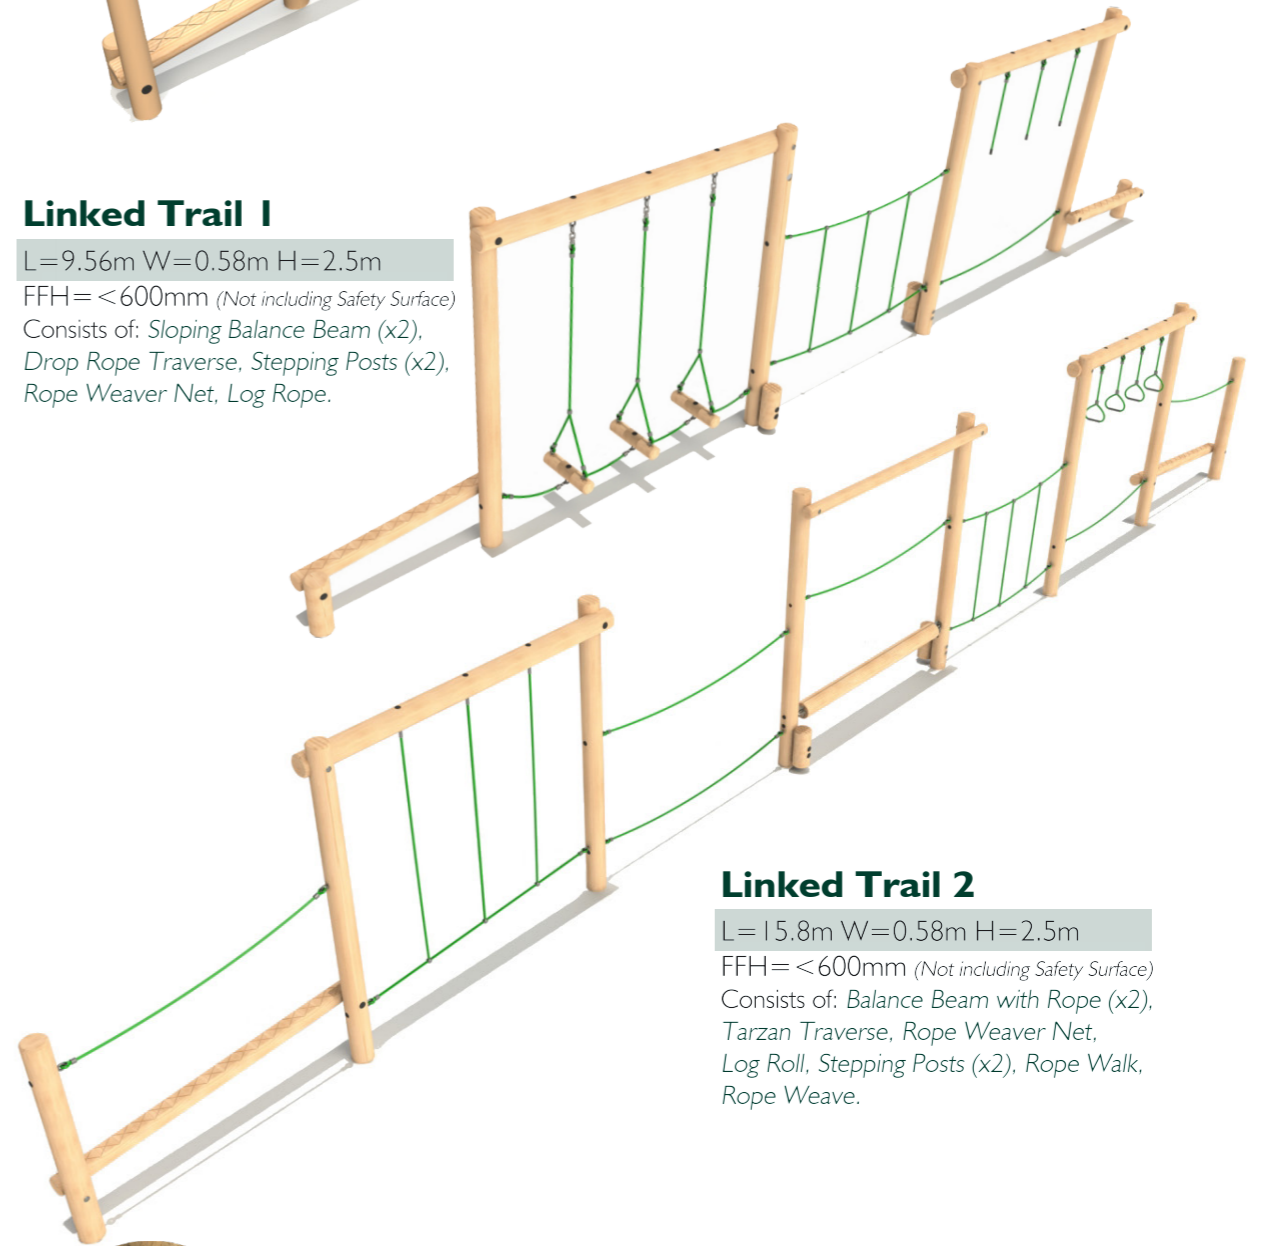 Linked Trail 1
L=9.56m W=0.58m H=2.5m
FFH=<600mm (Not including Safety Surface)
Consists of: Sloping Balance Beam (x2),
Drop Rope Traverse, Stepping Posts (x2),
Rope Weaver Net, Log Rope.
Linked Trail 2
L=15.8m W=0.58m H=2.5m
FFH=<600mm (Not including Safety Surface)
Consists of: Balance Beam with Rope (x2),
Tarzan Traverse, Rope Weaver Net,
Log Roll, Stepping Posts (x2), Rope Walk,
Rope Weave.